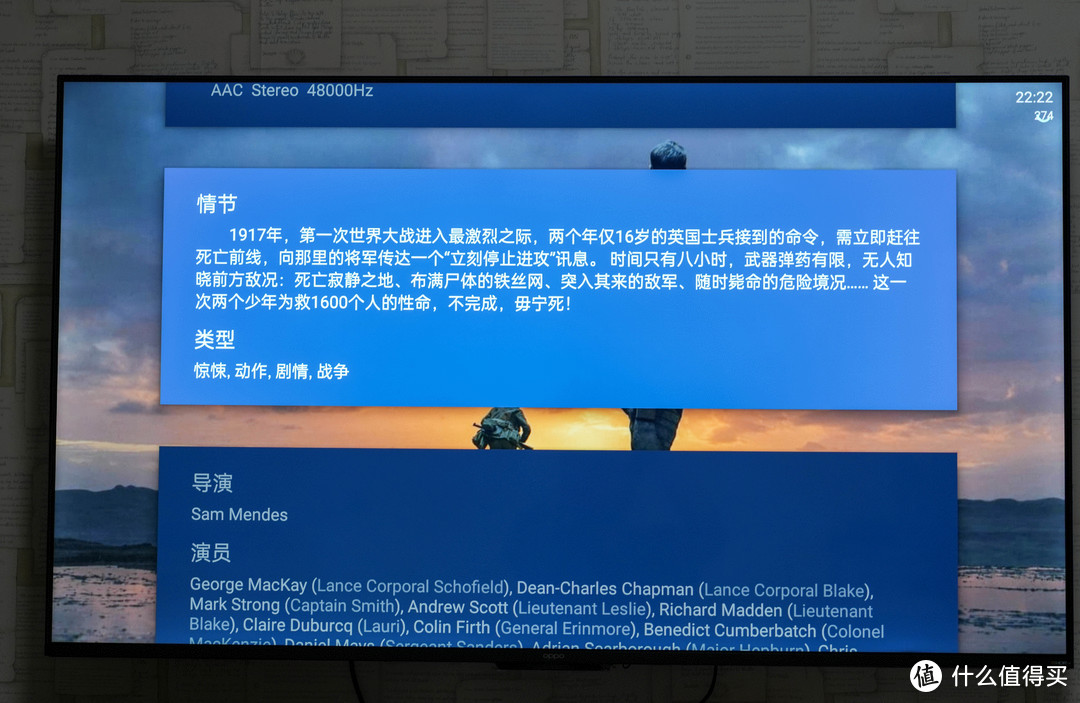 AAC Stereo 48000Hz
22:22
274
情节
1917年，第一次世界大战进入最激烈之际，两个年仅16岁的英国士兵接到的命令，需立即赶往
死亡前线，向那里的将军传达一个“立刻停止进攻”讯息。 时间只有八小时，武器弹药有限，无人知
晓前方敌况：死亡寂静之地、布满尸体的铁丝网、突入其来的敌军、随时毙命的危险境况…… 这一
次两个少年为救1600个人的性命，不完成，毋宁死！
类型
惊悚, 动作, 剧情, 战争
导演
Sam Mendes
演员
George MacKay (Lance Corporal Schofield), Dean-Charles Chapman (Lance Corporal Blake),
Mark Strong (Captain Smith), Andrew Scott (Lieutenant Leslie), Richard Madden (Lieutenant
Blake), Claire Duburcq (Lauri), Colin Firth (General Erinmore), Benedict Cumberbatch (Colonel
MacKenzie), Daniel Mays (Sergeant Sanders), Adrian Scarborough (Major Hepburn), Chris
oppo
值 什么值得买